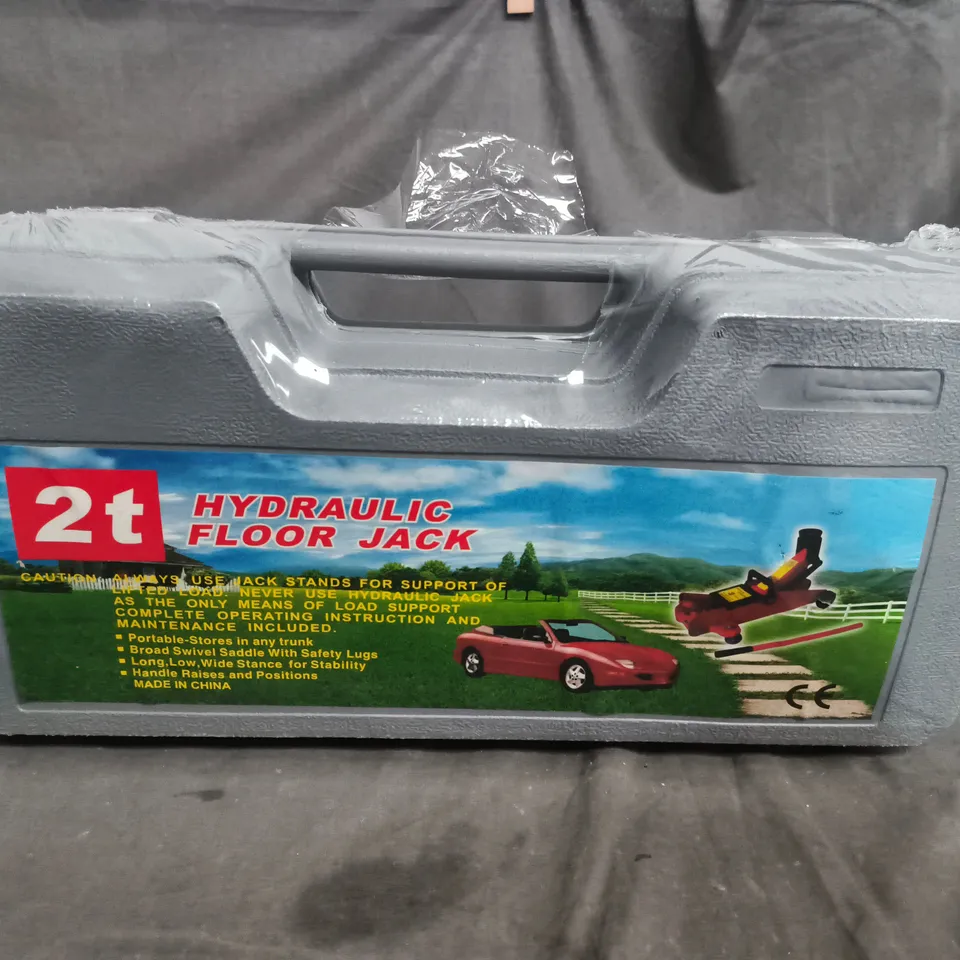 2t
HYDRAULIC
FLOOR JACK
CAUTION: ALWAYS USE JACK STANDS FOR SUPPORT OF
LIFTED LOAD. NEVER USE HYDRAULIC JACK
AS THE ONLY MEANS OF LOAD SUPPORT
COMPLETE OPERATING INSTRUCTION AND
MAINTENANCE INCLUDED.
▪ Portable-Stores in any trunk
▪ Broad Swivel Saddle With Safety Lugs
▪ Long,Low,Wide Stance for Stability
▪ Handle Raises and Positions
MADE IN CHINA
CE